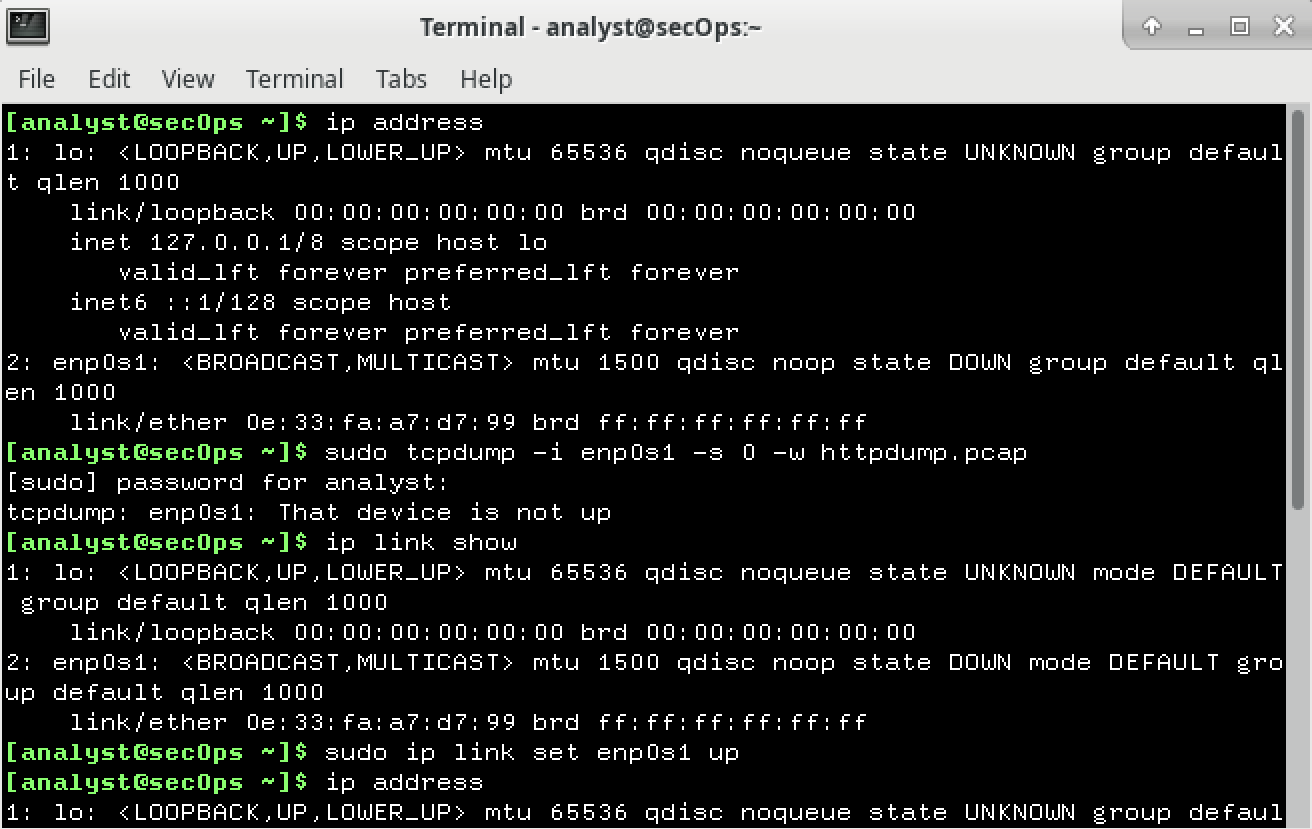 Terminal - analyst@secOps:~
File Edit View Terminal Tabs Help
[analyst@secOps ~]$ ip address
1: lo: <LOOPBACK,UP,LOWER_UP> mtu 65536 qdisc noqueue state UNKNOWN group defaul
t qlen 1000
    link/loopback 00:00:00:00:00:00 brd 00:00:00:00:00:00
    inet 127.0.0.1/8 scope host lo
       valid_lft forever preferred_lft forever
    inet6 ::1/128 scope host
       valid_lft forever preferred_lft forever
2: enp0s1: <BROADCAST,MULTICAST> mtu 1500 qdisc noop state DOWN group default ql
en 1000
    link/ether 0e:33:fa:a7:d7:99 brd ff:ff:ff:ff:ff:ff
[analyst@secOps ~]$ sudo tcpdump -i enp0s1 -s 0 -w httpdump.pcap
[sudo] password for analyst:
tcpdump: enp0s1: That device is not up
[analyst@secOps ~]$ ip link show
1: lo: <LOOPBACK,UP,LOWER_UP> mtu 65536 qdisc noqueue state UNKNOWN mode DEFAULT
 group default qlen 1000
    link/loopback 00:00:00:00:00:00 brd 00:00:00:00:00:00
2: enp0s1: <BROADCAST,MULTICAST> mtu 1500 qdisc noop state DOWN mode DEFAULT gro
up default qlen 1000
    link/ether 0e:33:fa:a7:d7:99 brd ff:ff:ff:ff:ff:ff
[analyst@secOps ~]$ sudo ip link set enp0s1 up
[analyst@secOps ~]$ ip address
1: lo: <LOOPBACK,UP,LOWER_UP> mtu 65536 qdisc noqueue state UNKNOWN group defaul